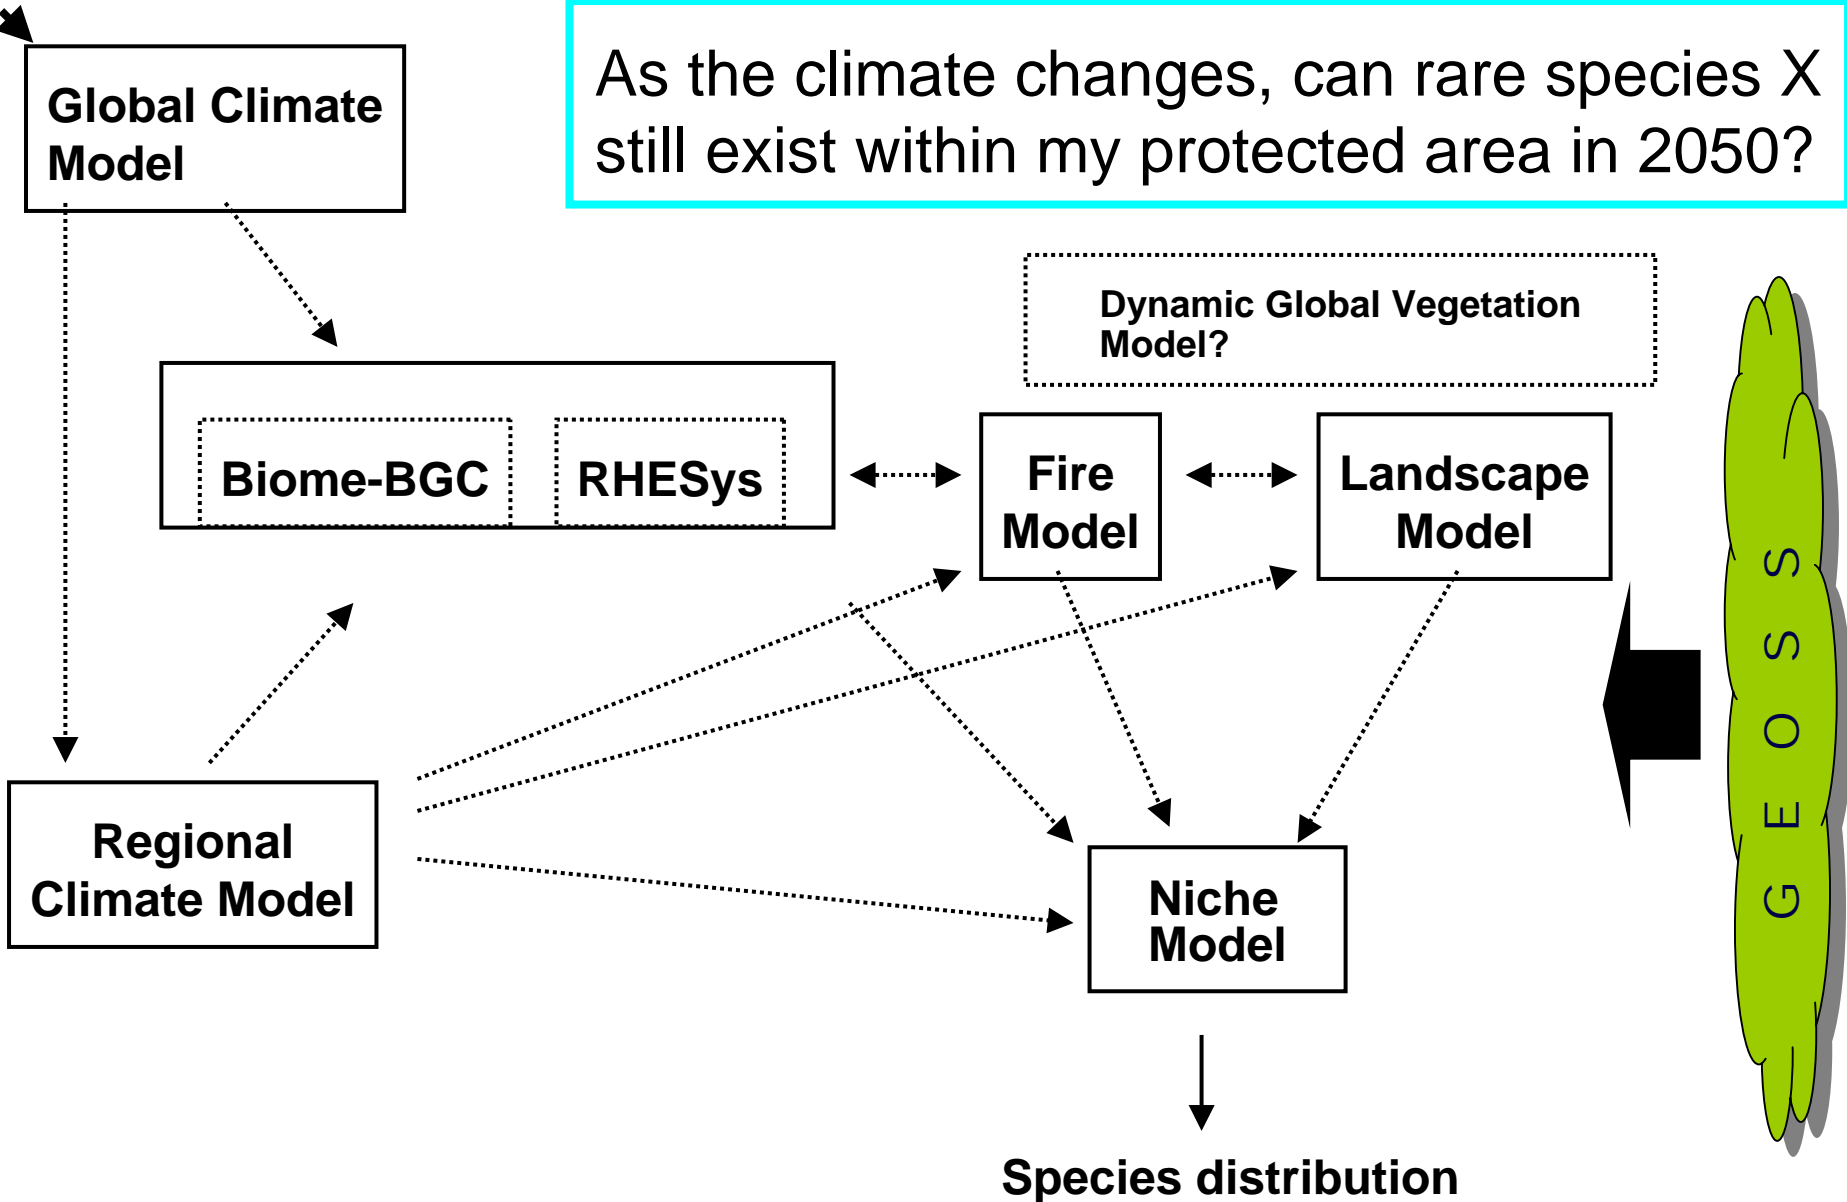 Global Climate
Model
As the climate changes, can rare species X
still exist within my protected area in 2050?
Dynamic Global Vegetation
Model?
Biome-BGC
RHESys
Fire
Model
Landscape
Model
GEOSS
Regional
Climate Model
Niche
Model
Species distribution